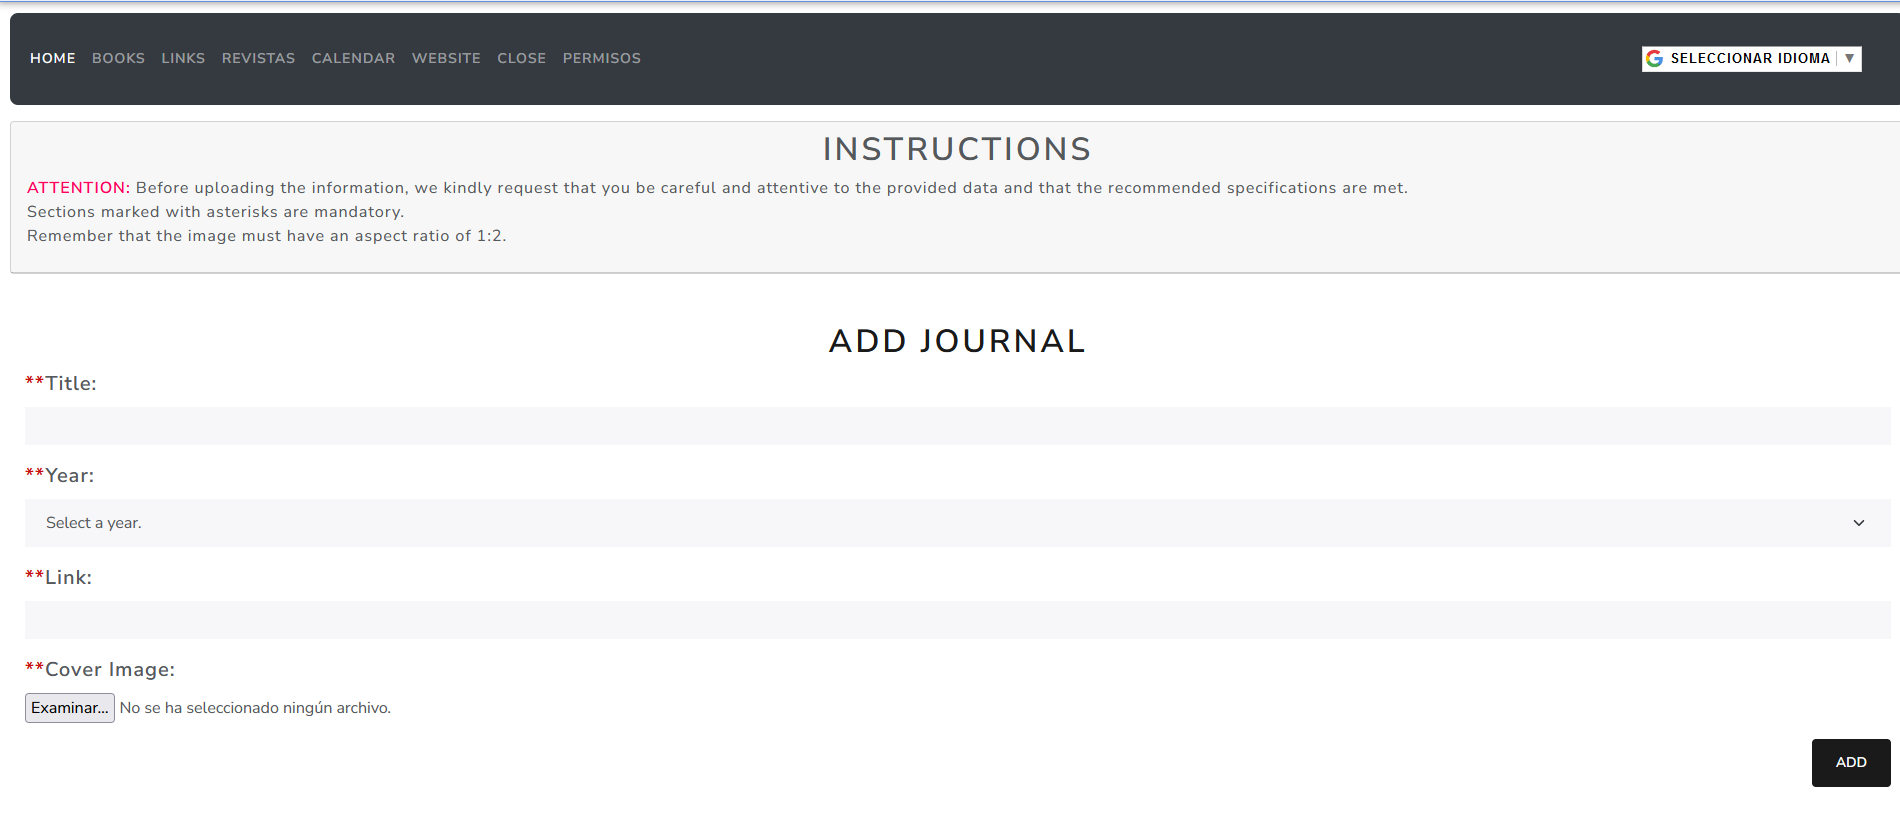 HOME BOOKS LINKS REVISTAS CALENDAR WEBSITE CLOSE PERMISOS SELECCIONAR IDIOMA ▼
INSTRUCTIONS
ATTENTION: Before uploading the information, we kindly request that you be careful and attentive to the provided data and that the recommended specifications are met.
Sections marked with asterisks are mandatory.
Remember that the image must have an aspect ratio of 1:2.
ADD JOURNAL
**Title:
**Year:
Select a year.
**Link:
**Cover Image:
Examinar... No se ha seleccionado ningún archivo.
ADD